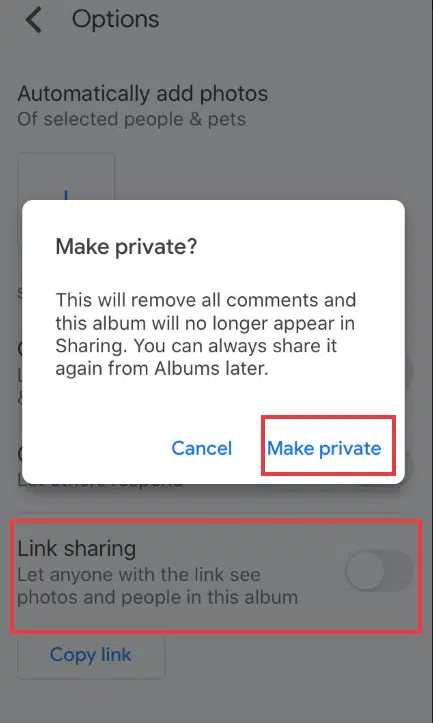 Options
Automatically add photos
Of selected people & pets
Make private?
This will remove all comments and
this album will no longer appear in
Sharing. You can always share it
again from Albums later.
&
Cancel
Make private
Link sharing
Let anyone with the link see
photos and people in this album
Copy link